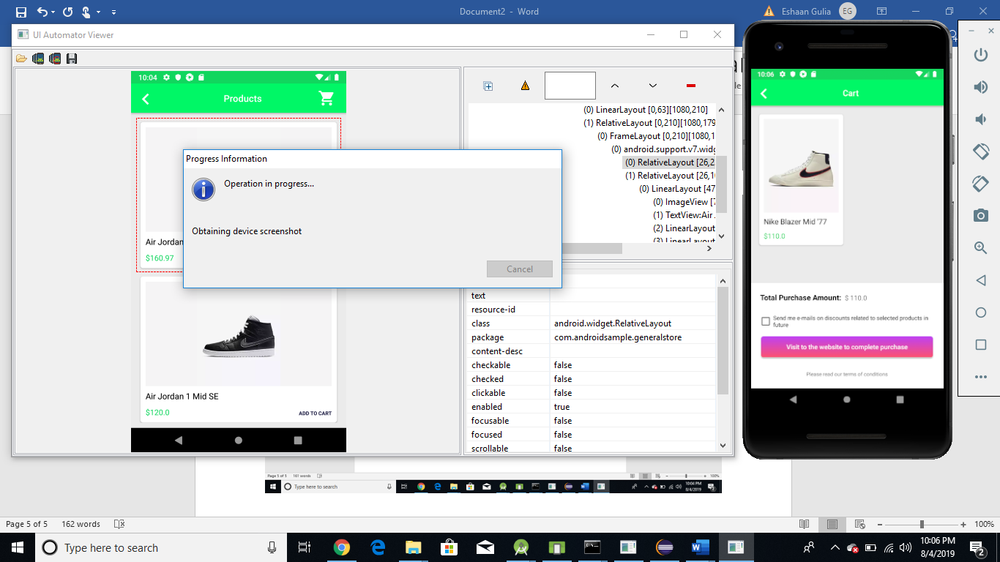 Document2 - Word
Eshaan Gulia
EG
UI Automator Viewer
10:04
Products
Air Jordan
$160.97
Air Jordan 1 Mid SE
$120.0
ADD TO CART
Progress Information
Operation in progress...
Obtaining device screenshot
Cancel
(0) LinearLayout [0,63][1080,210]
(1) RelativeLayout [0,210][1080,179
(0) FrameLayout [0,210][1080,1
(0) android.support.v7.widg
(0) RelativeLayout [26,2
(1) RelativeLayout [26,10
(0) LinearLayout [47
(0) ImageView [7
(1) TextView:Air
(2) LinearLayout
(3) LinearLayout
text
resource-id
class android.widget.RelativeLayout
package com.androidsample.generalstore
content-desc
checkable false
checked false
clickable false
enabled true
focusable false
focused false
scrollable false
10:06
Cart
Nike Blazer Mid '77
$110.0
Total Purchase Amount: $ 110.0
Send me e-mails on discounts related to selected products in
future
Visit to the website to complete purchase
Please read our terms of conditions
Page 5 of 5 161 words
100%
Type here to search
10:04 PM
8/4/2019
Page 5 of 5 162 words
100%
Type here to search
10:06 PM
8/4/2019
2